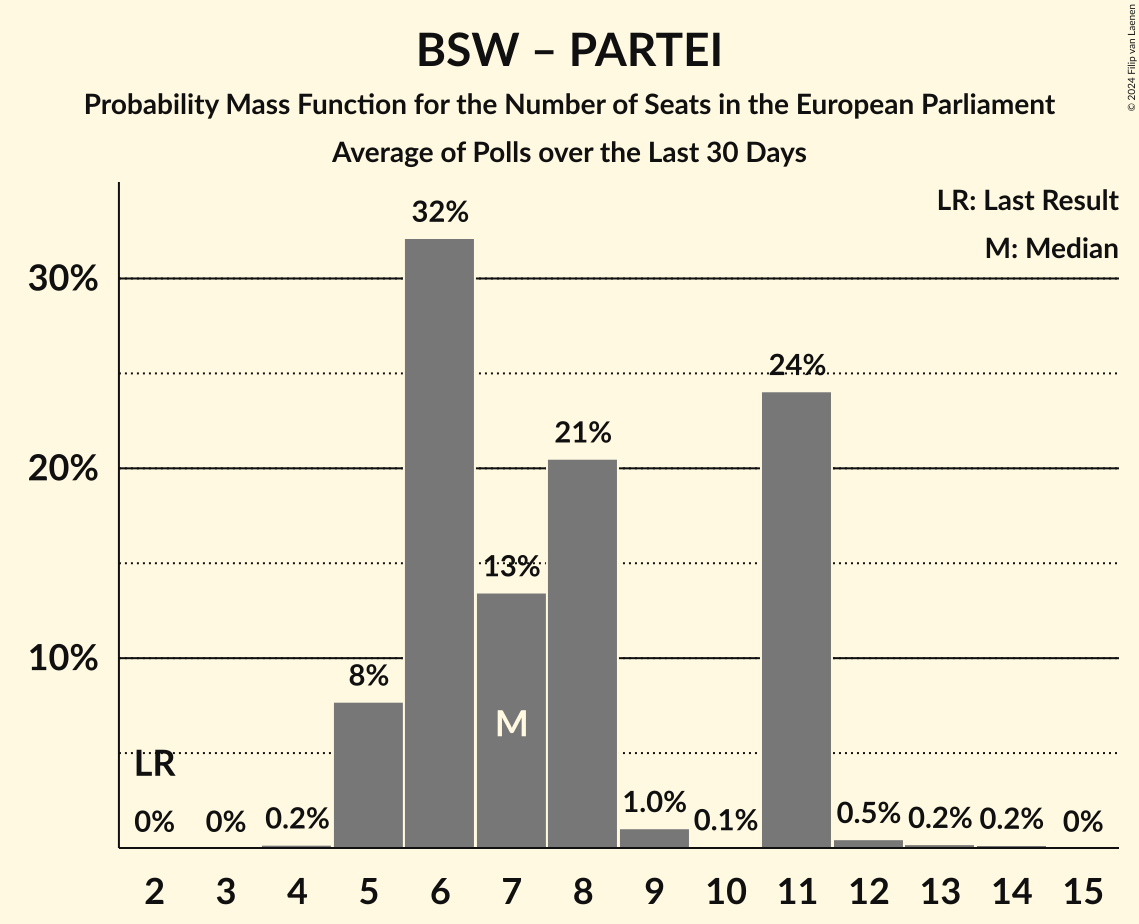 BSW – PARTEI
Probability Mass Function for the Number of Seats in the European Parliament
Average of Polls over the Last 30 Days
© 2024 Filip van Laenen
LR: Last Result
M: Median
30%
20%
10%
0% 0% 0.2% 8% 32% 13% 21% 1.0% 0.1% 24% 0.5% 0.2% 0.2% 0%
LR
M
2 3 4 5 6 7 8 9 10 11 12 13 14 15